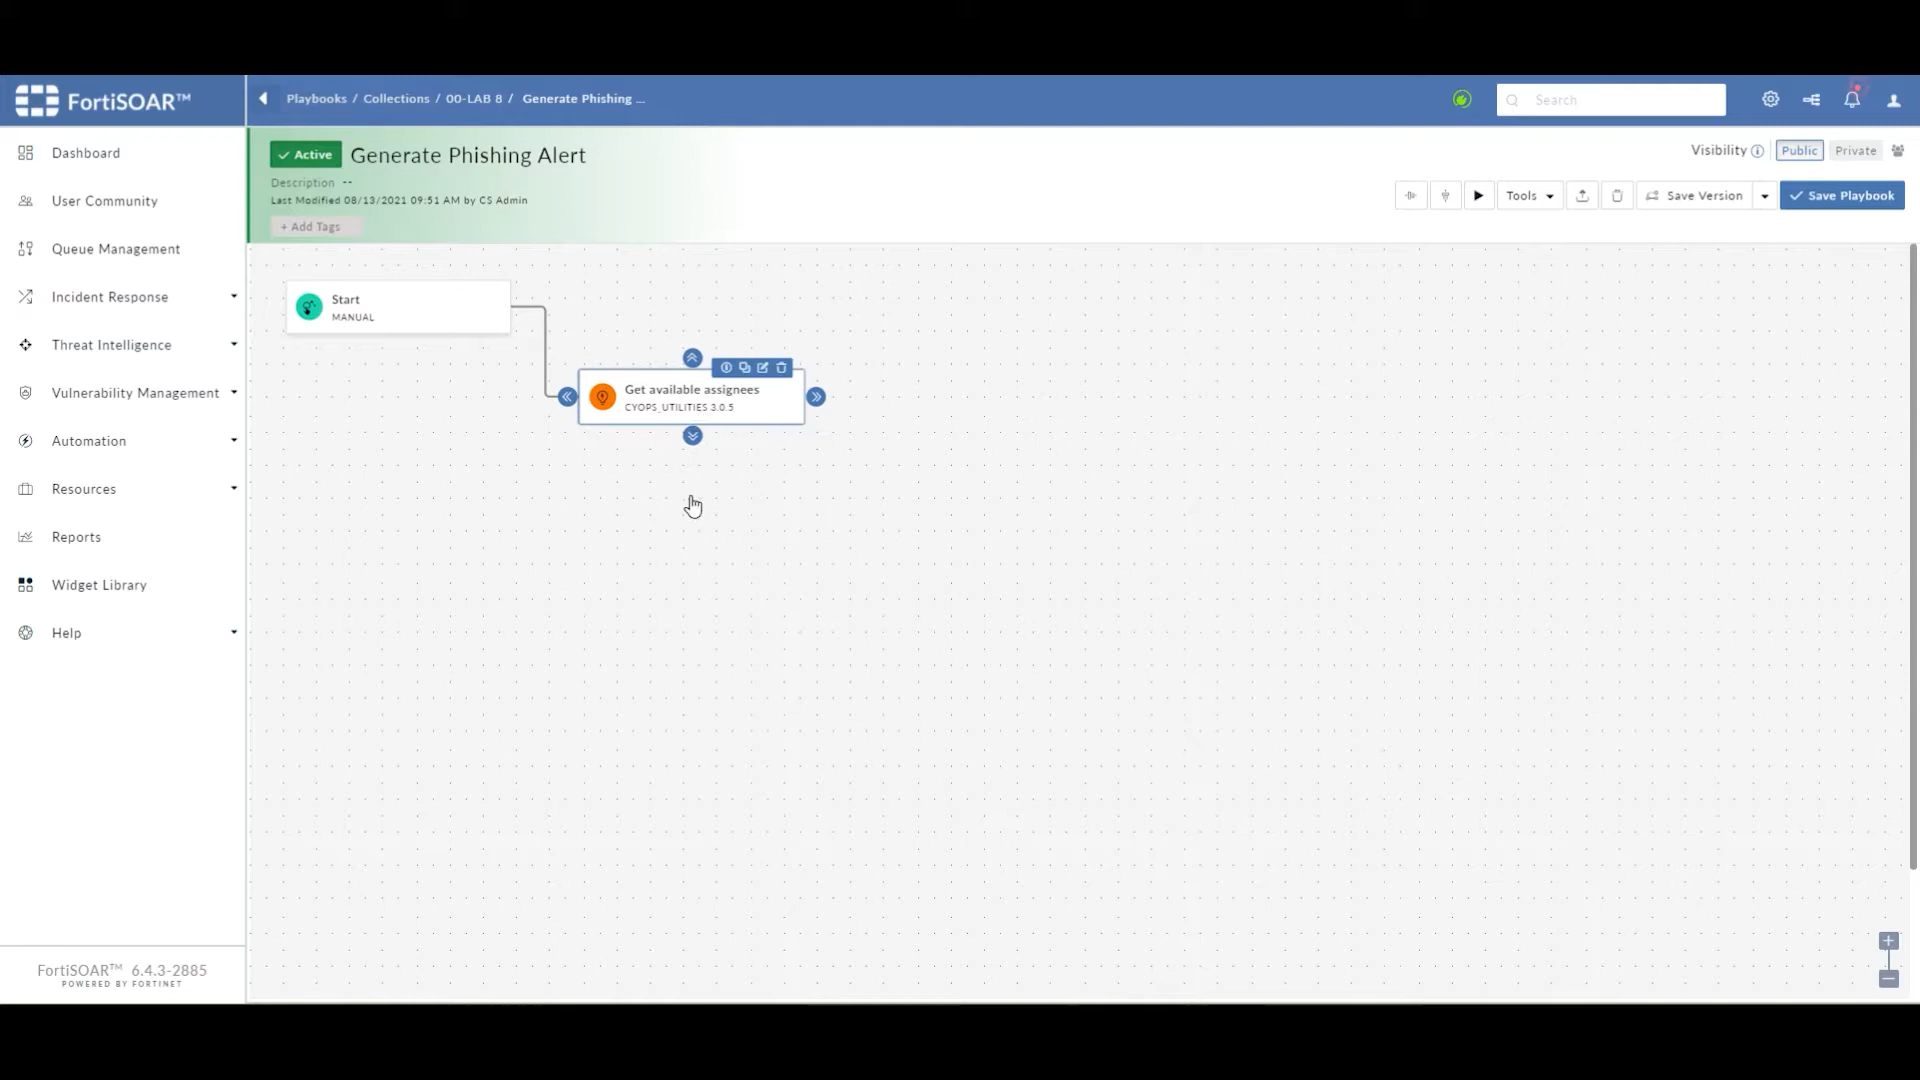 FortiSOAR™
Playbooks / Collections / 00-LAB 8 / Generate Phishing ...
Search
Active
Generate Phishing Alert
Description --
Last Modified 08/13/2021 09:51 AM by CS Admin
+ Add Tags
Visibility
Public
Private
Tools
Save Version
Save Playbook
Dashboard
User Community
Queue Management
Incident Response
Threat Intelligence
Vulnerability Management
Automation
Resources
Reports
Widget Library
Help
Start
MANUAL
Get available assignees
CYOPS_UTILITIES 3.0.5
FortiSOAR™ 6.4.3-2885
POWERED BY FORTINET